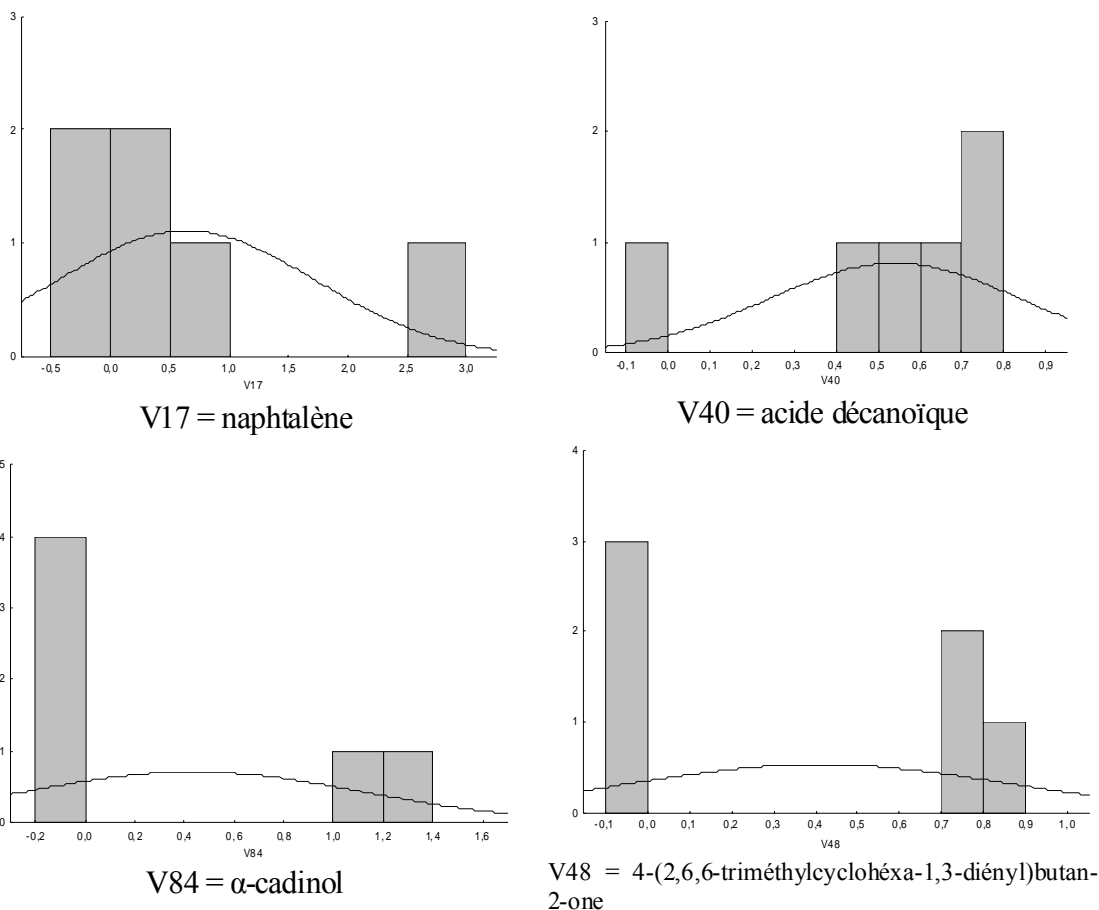 3
2
1
0
-0,5 0,0 0,5 1,0 1,5 2,0 2,5 3,0
V17
V17 = naphtalène
3
2
1
0
-0,1 0,0 0,1 0,2 0,3 0,4 0,5 0,6 0,7 0,8 0,9
V40
V40 = acide décanoïque
5
4
3
2
1
0
-0,2 0,0 0,2 0,4 0,6 0,8 1,0 1,2 1,4 1,6
V84
V84 = α-cadinol
4
3
2
1
0
-0,1 0,0 0,1 0,2 0,3 0,4 0,5 0,6 0,7 0,8 0,9 1,0
V48
V48 = 4-(2,6,6-triméthylcyclohéxa-1,3-diényl)butan-
2-one